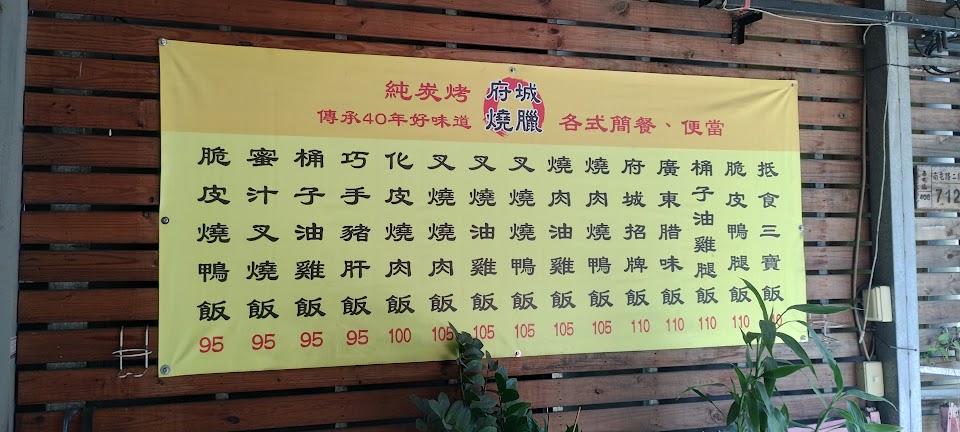 純炭烤
傳承40年好味道
府城
燒臘
各式簡餐、便當
脆皮燒鴨飯 95
蜜汁叉燒飯 95
桶子油雞飯 95
巧手豬肝飯 95
化皮燒肉飯 100
叉燒燒肉飯 105
叉燒油雞飯 105
叉燒燒鴨飯 105
燒肉油雞飯 105
燒肉燒鴨飯 105
府城招牌飯 110
廣東腊味飯 110
桶子油雞腿飯 110
脆皮鴨腿飯 110
抵食三寶飯
712